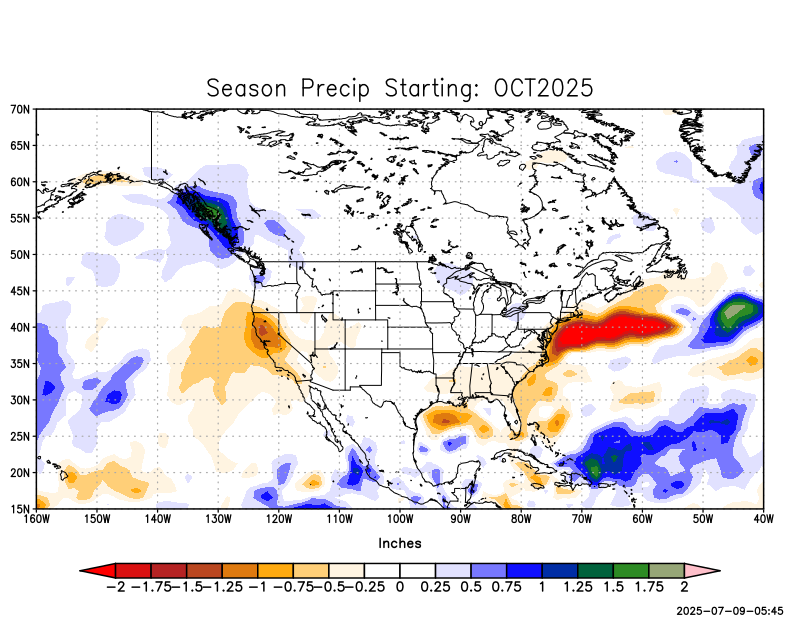 Season Precip Starting: OCT2025
70N
65N
60N
55N
50N
45N
40N
35N
30N
25N
20N
15N
160W 150W 140W 130W 120W 110W 100W 90W 80W 70W 60W 50W 40W
Inches
−2 −1.75 −1.5 −1.25 −1 −0.75 −0.5 −0.25 0 0.25 0.5 0.75 1 1.25 1.5 1.75 2
2025-07-09-05:45